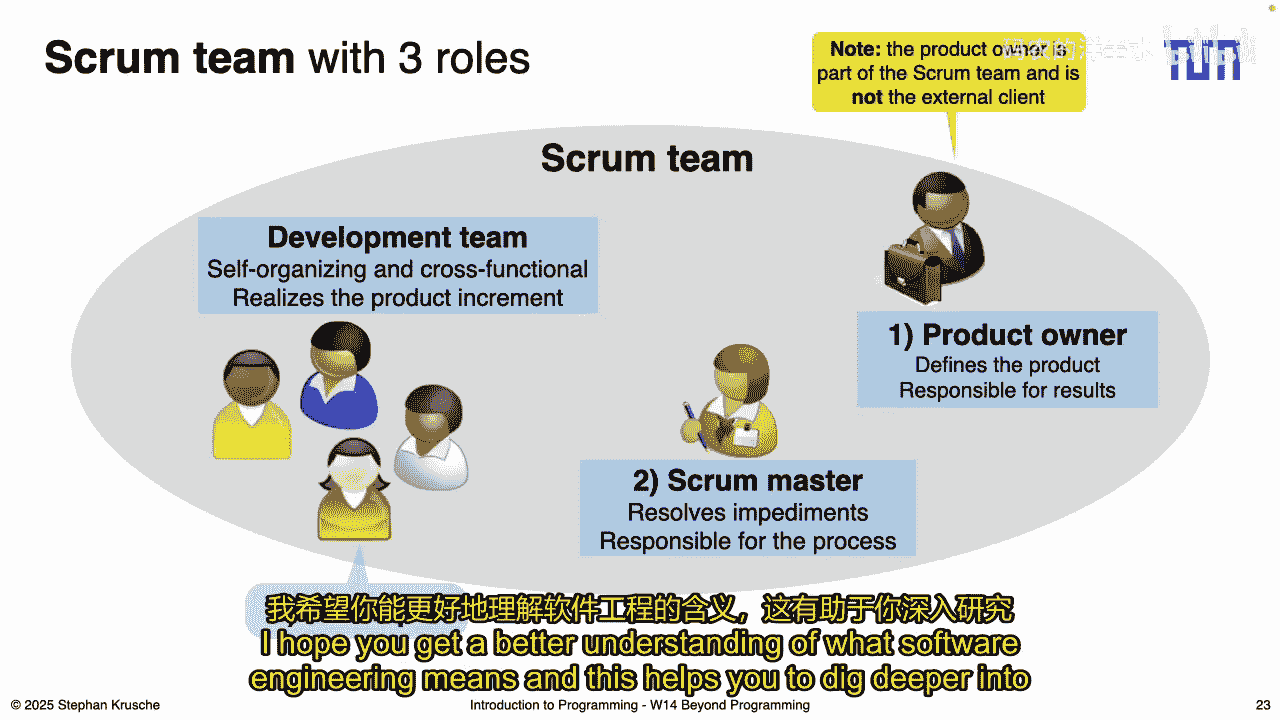 Scrum team with 3 roles
Note: the product owner is
part of the Scrum team and is
not the external client
TUM
Scrum team
Development team
Self-organizing and cross-functional
Realizes the product increment
1) Product owner
Defines the product
Responsible for results
2) Scrum master
Resolves impediments
Responsible for the process
我希望你能更好地理解软件工程的含义，这有助于你深入研究
I hope you get a better understanding of what software
engineering means and this helps you to dig deeper into
© 2025 Stephan Krusche
Introduction to Programming - W14 Beyond Programming
23